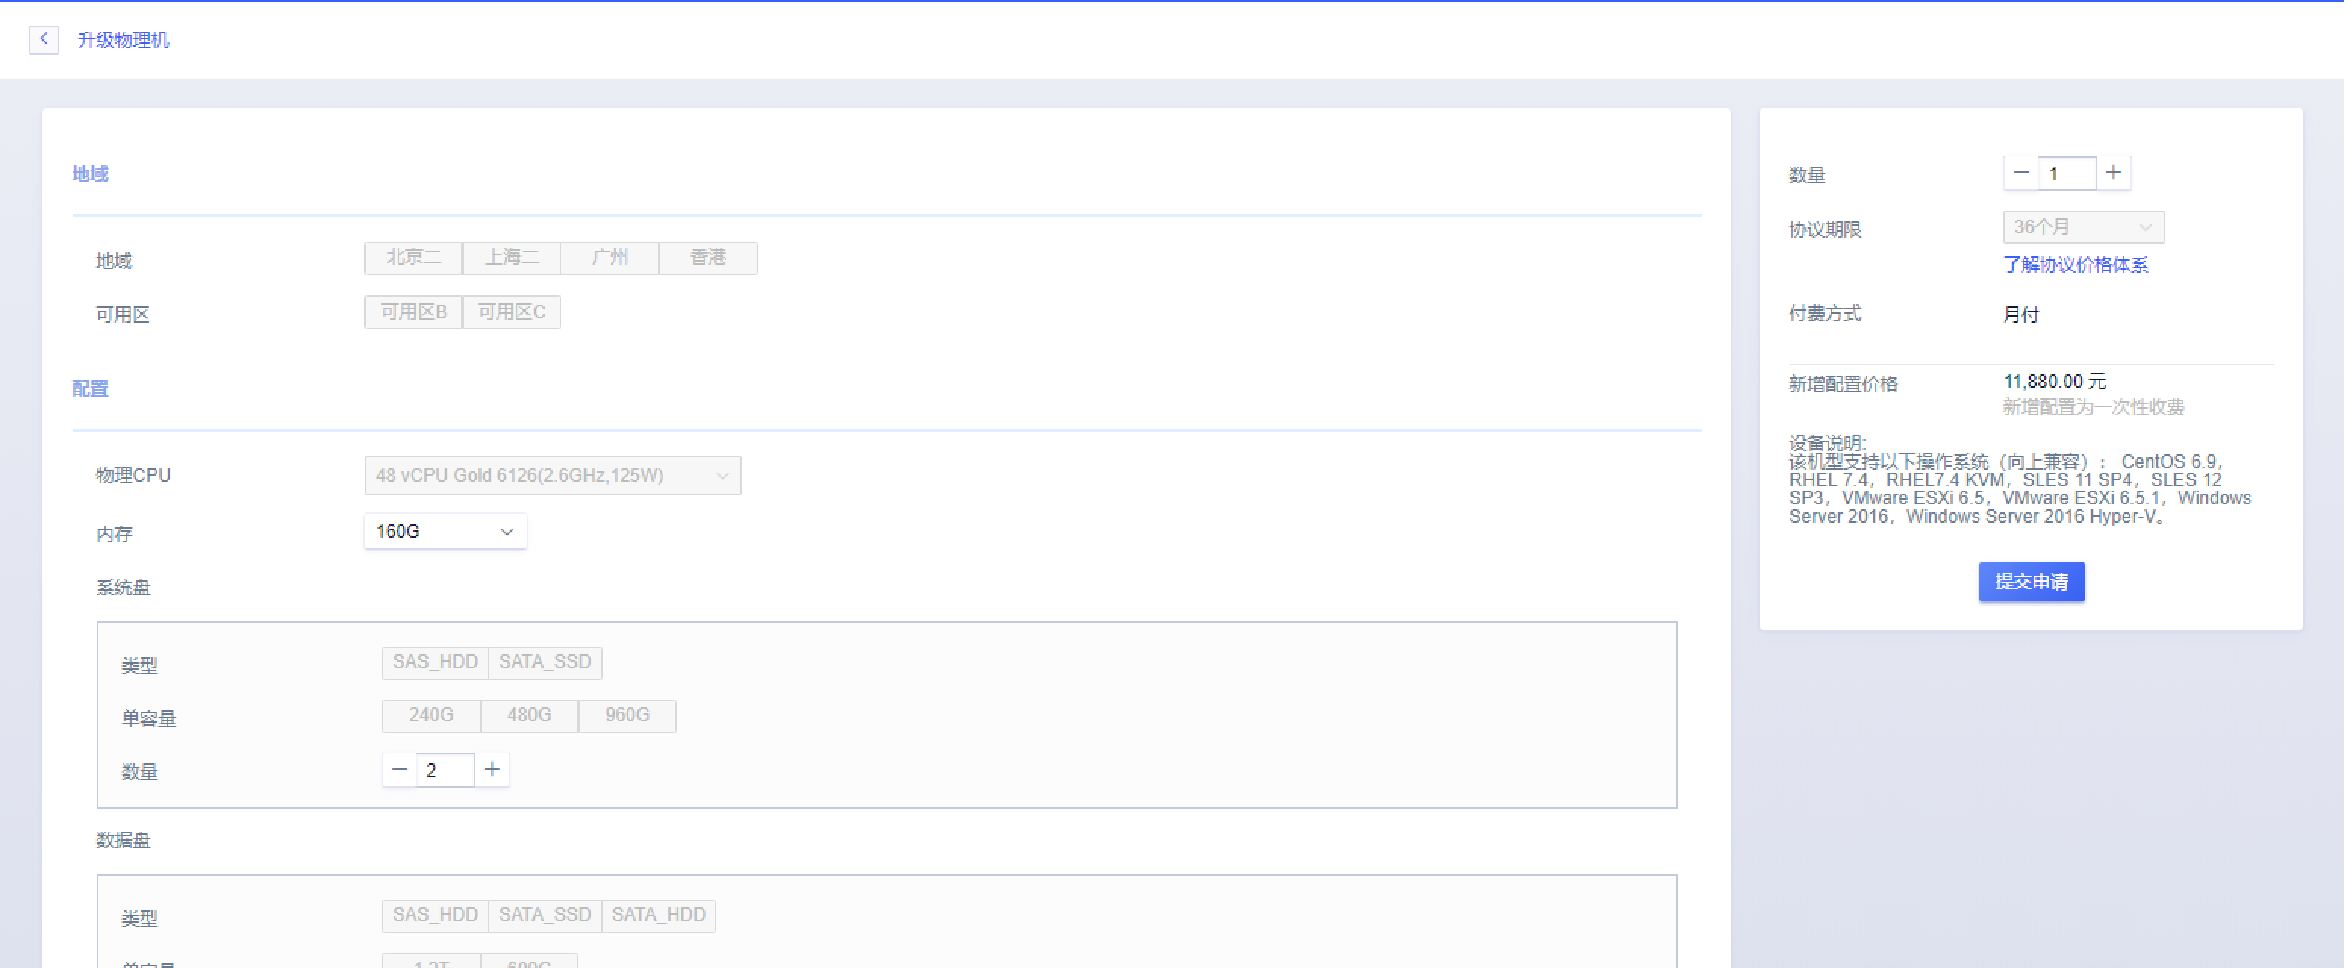 升级物理机
地域
地域 北京二 上海二 广州 香港
可用区 可用区B 可用区C
配置
物理CPU 48 vCPU Gold 6126(2.6GHz,125W)
内存 160G
系统盘
类型 SAS_HDD SATA_SSD
单容量 240G 480G 960G
数量 2
数据盘
类型 SAS_HDD SATA_SSD SATA_HDD
单容量 1.2T 600G
数量 1
协议期限 36个月
了解协议价格体系
付费方式 月付
新增配置价格 11,880.00 元
新增配置为一次性收费
设备说明:
该机型支持以下操作系统（向上兼容）： CentOS 6.9，
RHEL 7.4，RHEL7.4 KVM，SLES 11 SP4，SLES 12
SP3，VMware ESXi 6.5，VMware ESXi 6.5.1，Windows
Server 2016，Windows Server 2016 Hyper-V。
提交申请